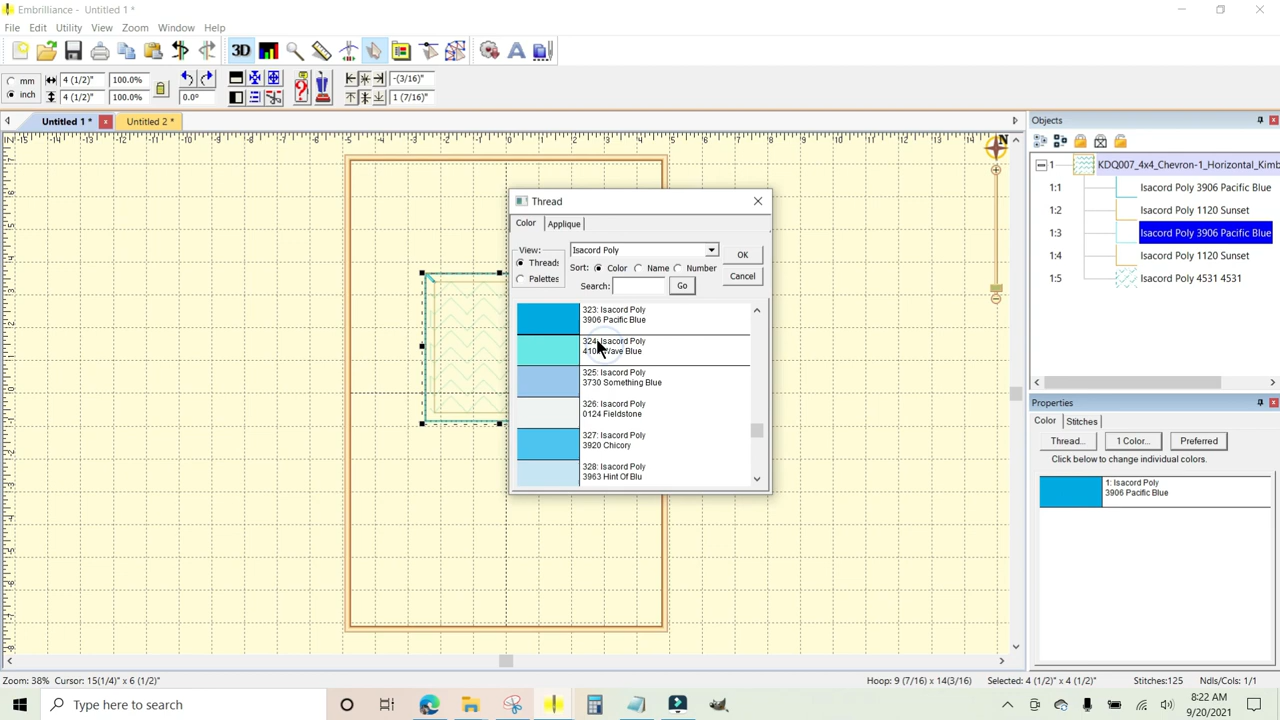 Embrilliance - Untitled 1 *
File Edit Utility View Zoom Window Help
3D
mm
inch
4 (1/2)" 100.0%
4 (1/2)" 100.0%
0.0°
-(3/16)"
1 (7/16)"
Untitled 1 *
Untitled 2 *
Objects
1 KDQ007_4x4_Chevron-1_Horizontal_Kimb
1:1 Isacord Poly 3906 Pacific Blue
1:2 Isacord Poly 1120 Sunset
1:3 Isacord Poly 3906 Pacific Blue
1:4 Isacord Poly 1120 Sunset
1:5 Isacord Poly 4531 4531
N
Thread
Color Applique
View:
Threads
Palettes
Isacord Poly
Sort: Color Name Number
Search: Go
OK
Cancel
323: Isacord Poly
3906 Pacific Blue
324: Isacord Poly
Wave Blue
325: Isacord Poly
3730 Something Blue
326: Isacord Poly
0124 Fieldstone
327: Isacord Poly
3920 Chicory
328: Isacord Poly
3963 Hint Of Blu
Properties
Color Stitches
Thread... 1 Color... Preferred
Click below to change individual colors.
1: Isacord Poly
3906 Pacific Blue
Zoom: 38% Cursor: 15(1/4)" x 6 (1/2)"
Hoop: 9 (7/16) x 14(3/16) Selected: 4 (1/2)" x 4 (1/2)" Stitches:125 Ndls/Cols: 1/1
Type here to search
8:22 AM
9/20/2021